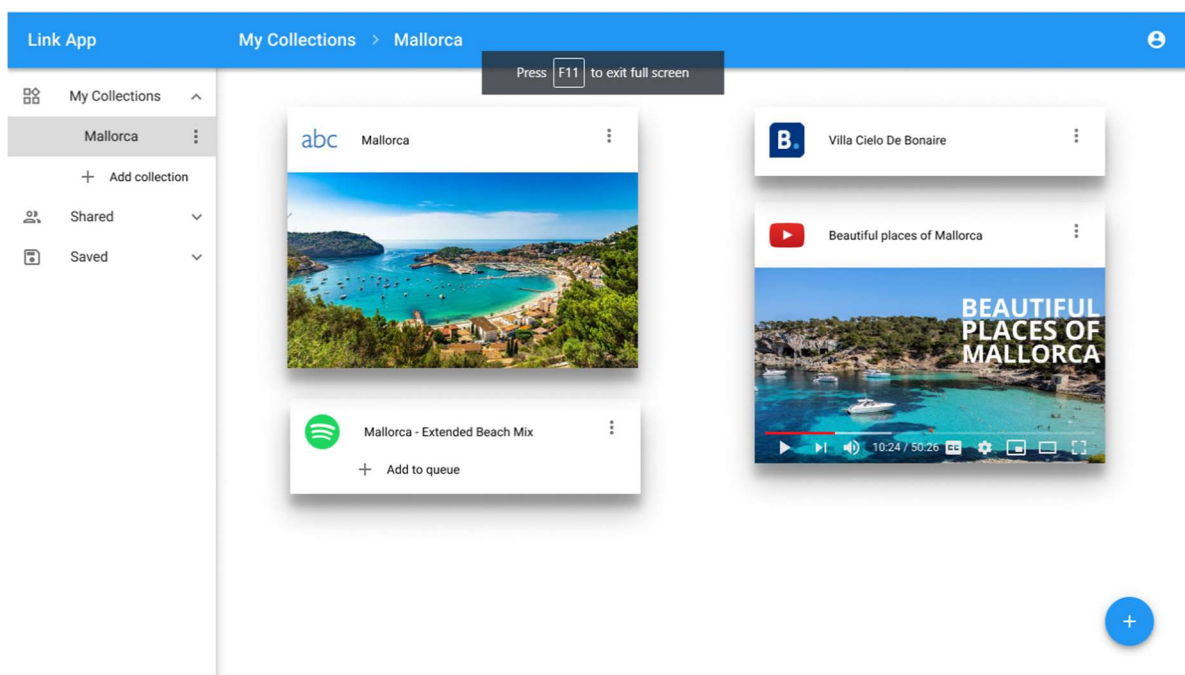 Link App
My Collections > Mallorca
Press F11 to exit full screen
My Collections
Mallorca
+ Add collection
Shared
Saved
abc Mallorca
Mallorca - Extended Beach Mix
+ Add to queue
B. Villa Cielo De Bonaire
Beautiful places of Mallorca
BEAUTIFUL
PLACES OF
MALLORCA
10:24 / 50:26 CC
+